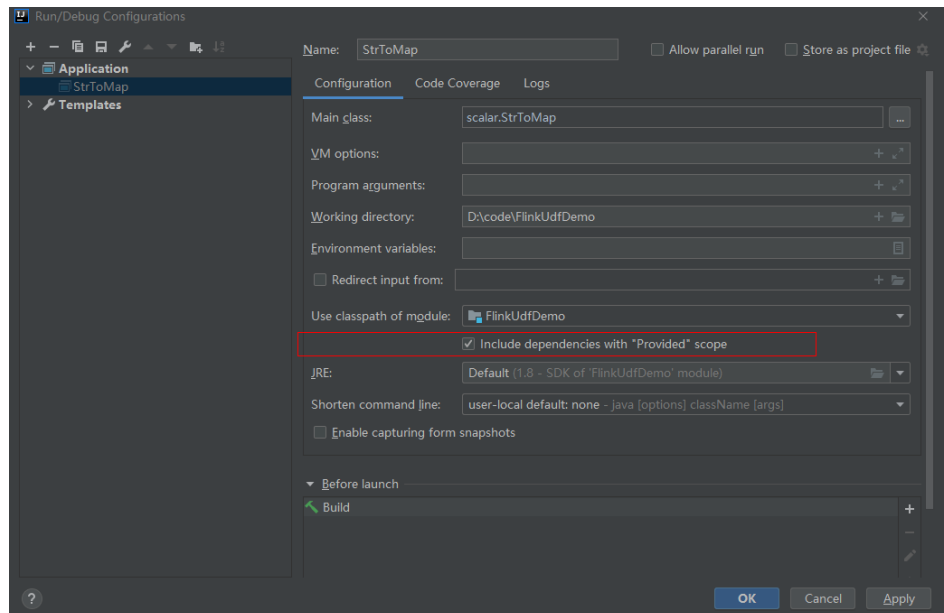 Run/Debug Configurations
Name: StrToMap
Allow parallel run
Store as project file
Application
StrToMap
Templates
Configuration Code Coverage Logs
Main class: scalar.StrToMap ...
VM options:
Program arguments:
Working directory: D:\code\FlinkUdfDemo
Environment variables:
Redirect input from:
Use classpath of module: FlinkUdfDemo
Include dependencies with "Provided" scope
JRE: Default (1.8 - SDK of 'FlinkUdfDemo' module)
Shorten command line: user-local default: none - java [options] className [args]
Enable capturing form snapshots
Before launch
Build
? OK Cancel Apply